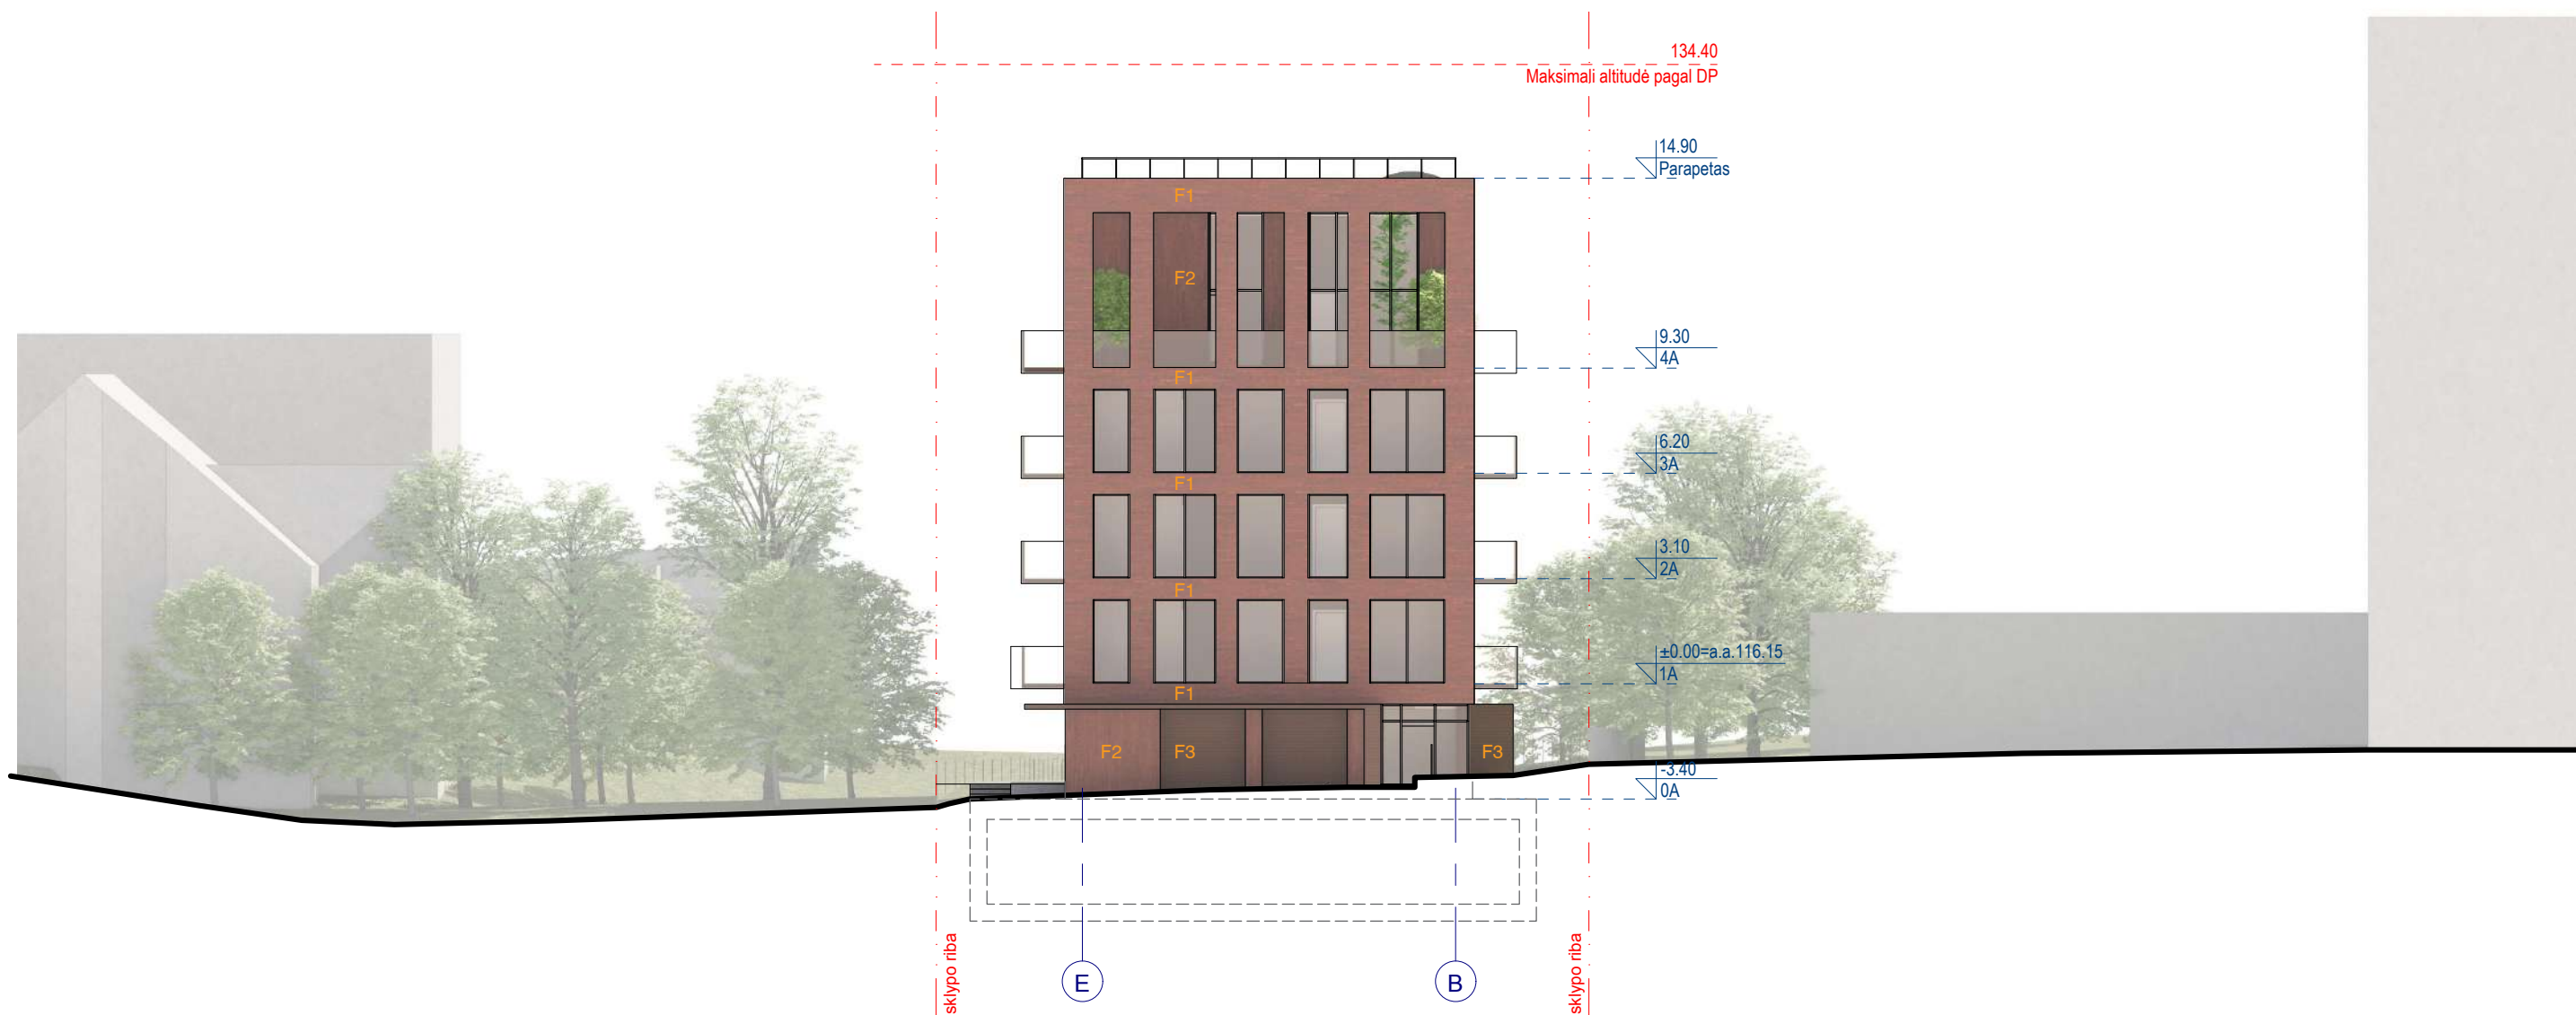 134.40
Maksimali altitudė pagal DP
14.90
Parapetas
F1
F2
9.30
4A
F1
6.20
3A
F1
3.10
2A
F1
±0.00=a.a.116.15
1A
F1
F2 F3 F3
-3.40
0A
sklypo riba
sklypo riba
E B